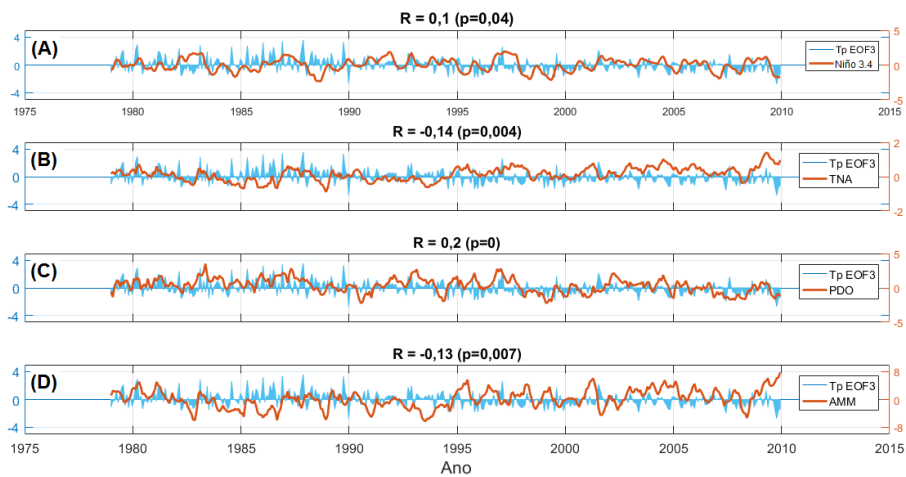 R = 0,1 (p=0,04)
(A)
4
0
-4
5
0
-5
Tp EOF3
Niño 3.4
1975 1980 1985 1990 1995 2000 2005 2010 2015
R = -0,14 (p=0,004)
(B)
4
0
-4
2
0
-2
Tp EOF3
TNA
R = 0,2 (p=0)
(C)
4
0
-4
5
0
-5
Tp EOF3
PDO
R = -0,13 (p=0,007)
(D)
4
0
-4
8
0
-8
Tp EOF3
AMM
1975 1980 1985 1990 1995 2000 2005 2010 2015
Ano